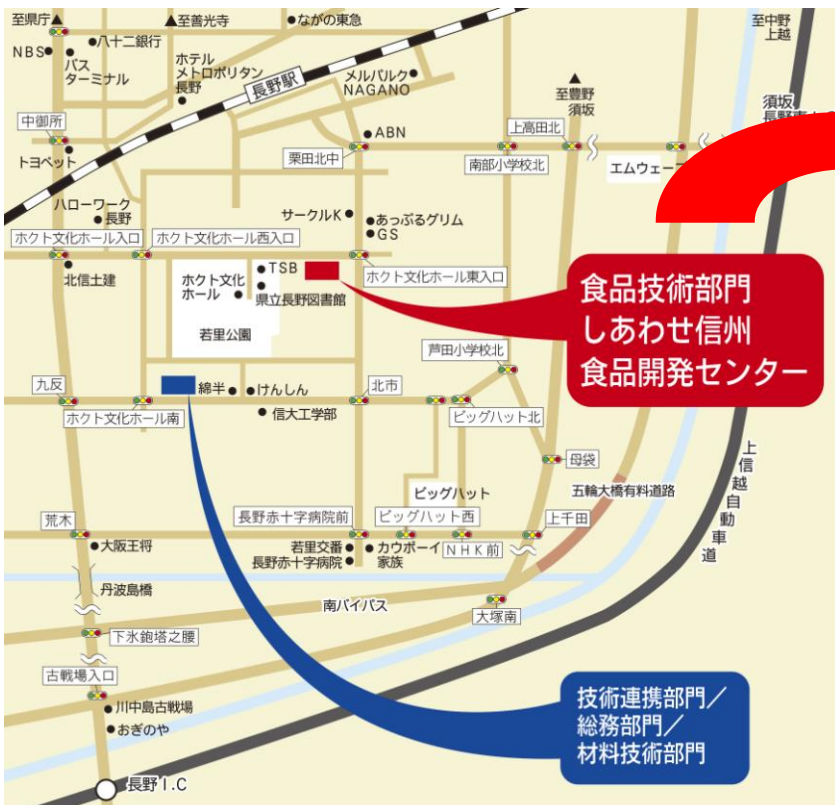 至県庁
至善光寺
ながの東急
至中野
上越
NBS
八十二銀行
バス
ターミナル
ホテル
メトロポリタン
長野
長野駅
メルパルク
NAGANO
至豊野
須坂
須坂
中御所
トヨペット
ABN
栗田北中
上高田北
南部小学校北
エムウェーブ
ハローワーク
長野
サークルK
あっぷるグリム
GS
ホクト文化ホール入口
ホクト文化ホール西入口
北信土建
TSB
ホクト文化
ホール
県立長野図書館
ホクト文化ホール東入口
若里公園
食品技術部門
しあわせ信州
食品開発センター
芦田小学校北
九反
綿半
けんしん
北市
ホクト文化ホール南
信大工学部
ビッグハット北
母袋
上信越自動車道
ビッグハット
五輪大橋有料道路
荒木
長野赤十字病院前
ビッグハット西
上千田
大阪王将
若里交番
長野赤十字病院
カウボーイ
家族
NHK前
丹波島橋
南バイパス
大塚南
下氷鉋塔之腰
古戦場入口
川中島古戦場
おぎのや
技術連携部門/
総務部門/
材料技術部門
長野I.C